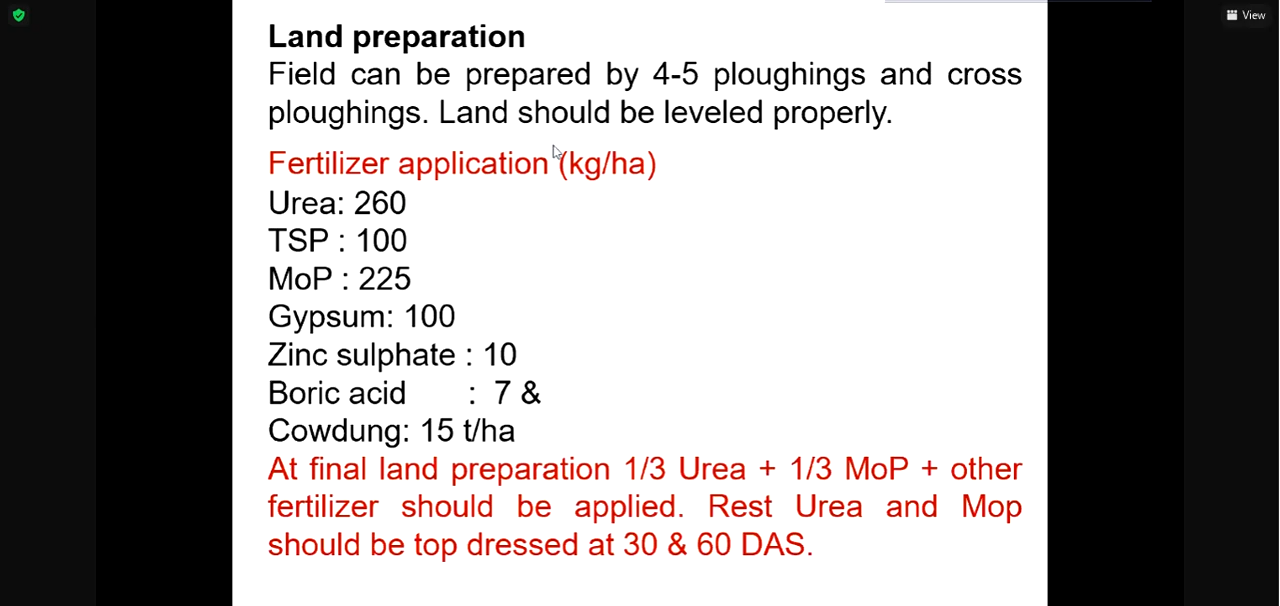 View
Land preparation
Field can be prepared by 4-5 ploughings and cross
ploughings. Land should be leveled properly.
Fertilizer application (kg/ha)
Urea: 260
TSP : 100
MoP : 225
Gypsum: 100
Zinc sulphate : 10
Boric acid : 7 &
Cowdung: 15 t/ha
At final land preparation 1/3 Urea + 1/3 MoP + other
fertilizer should be applied. Rest Urea and Mop
should be top dressed at 30 & 60 DAS.